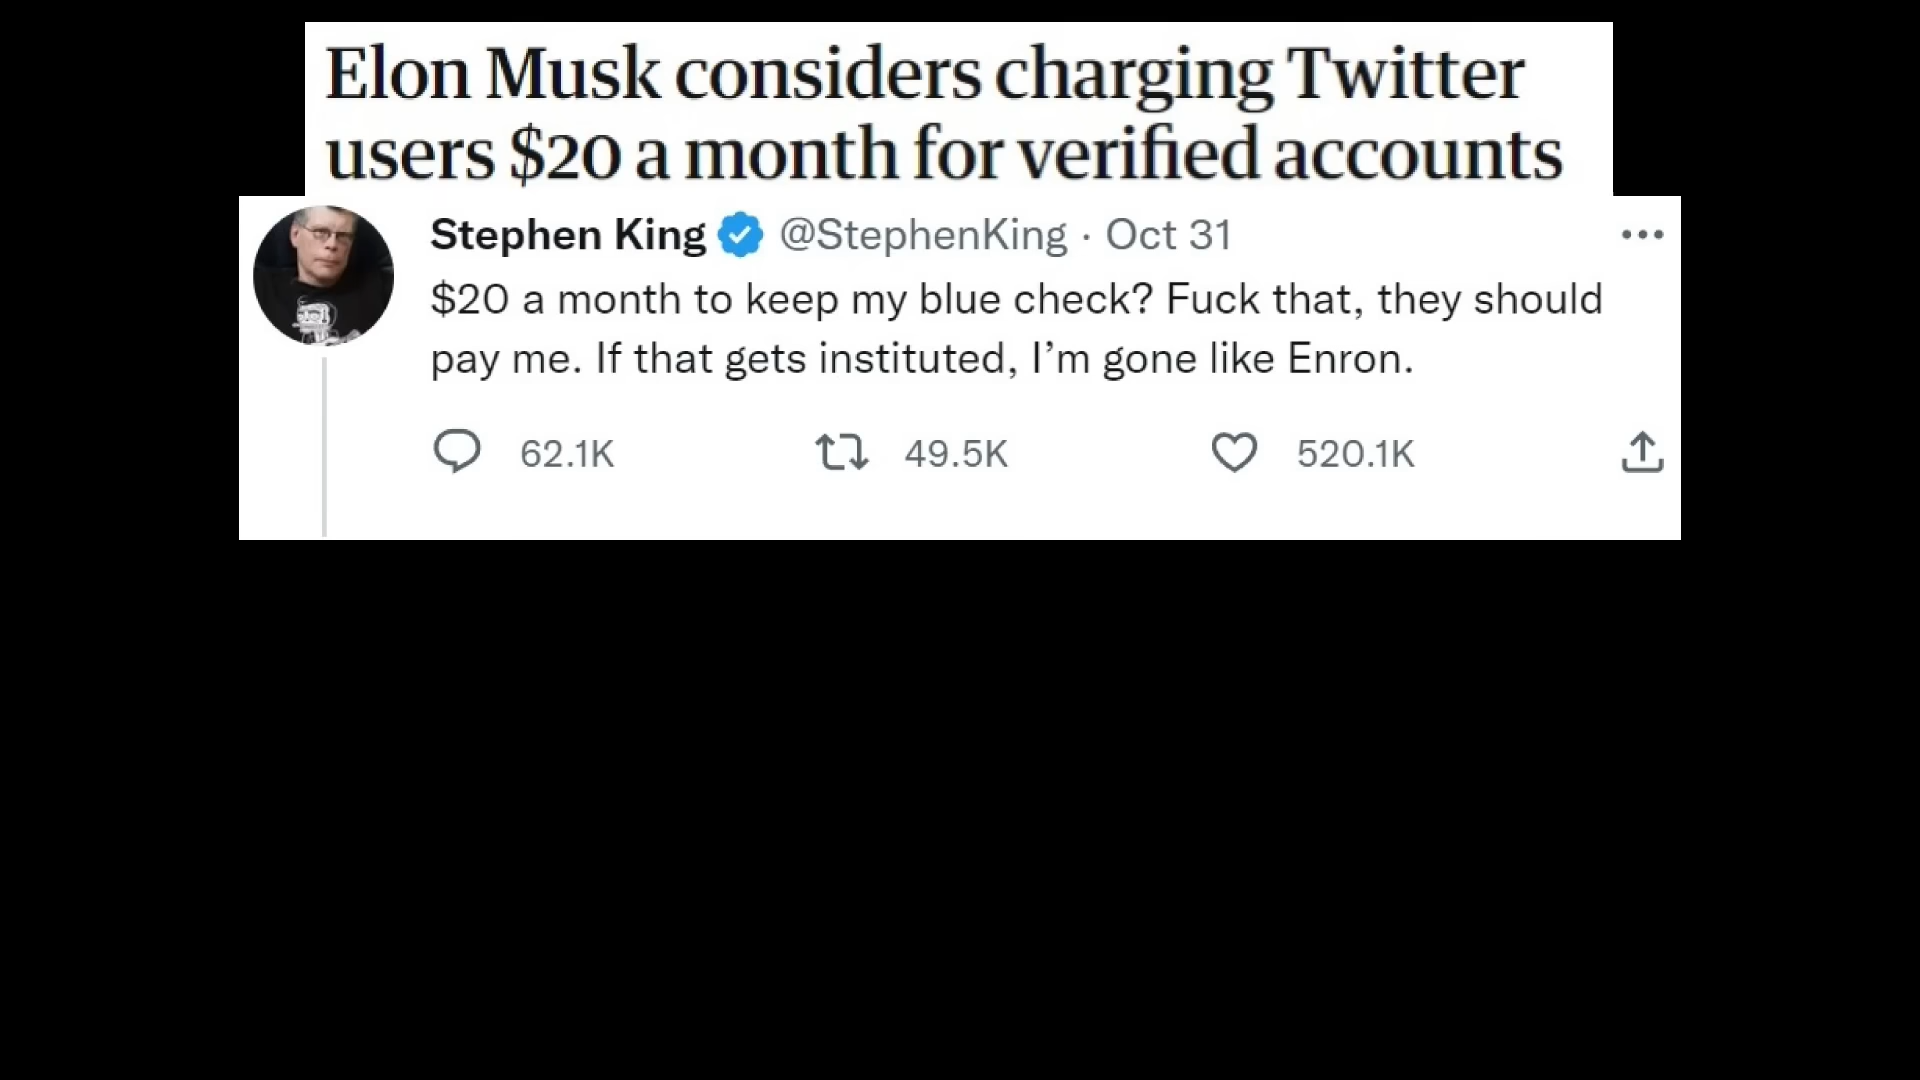 Elon Musk considers charging Twitter
users $20 a month for verified accounts
Stephen King @StephenKing · Oct 31
$20 a month to keep my blue check? Fuck that, they should
pay me. If that gets instituted, I’m gone like Enron.
62.1K 49.5K 520.1K